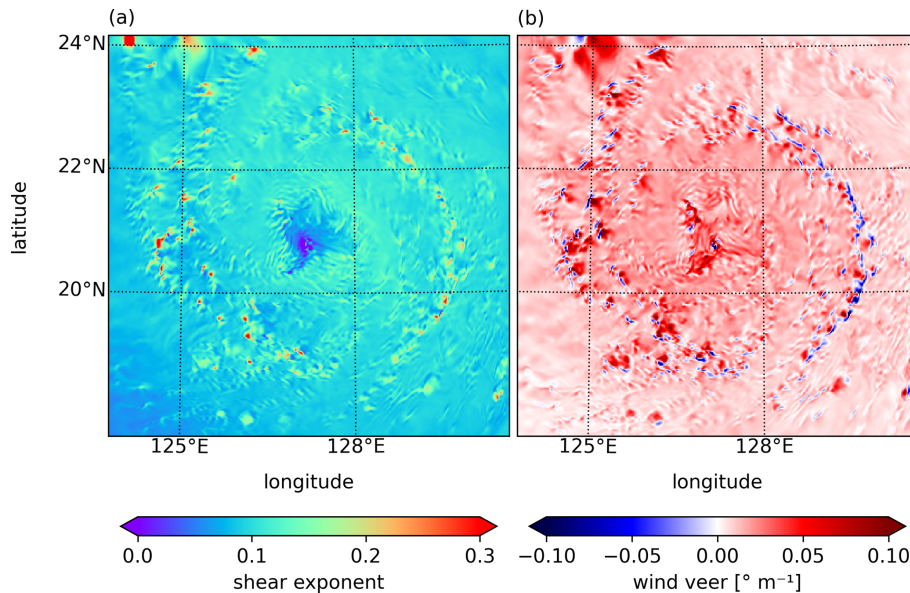 (a)
(b)
24°N
22°N
20°N
latitude
125°E
128°E
125°E
128°E
longitude
longitude
0.0
0.1
0.2
0.3
−0.10
−0.05
0.00
0.05
0.10
shear exponent
wind veer [° m⁻¹]